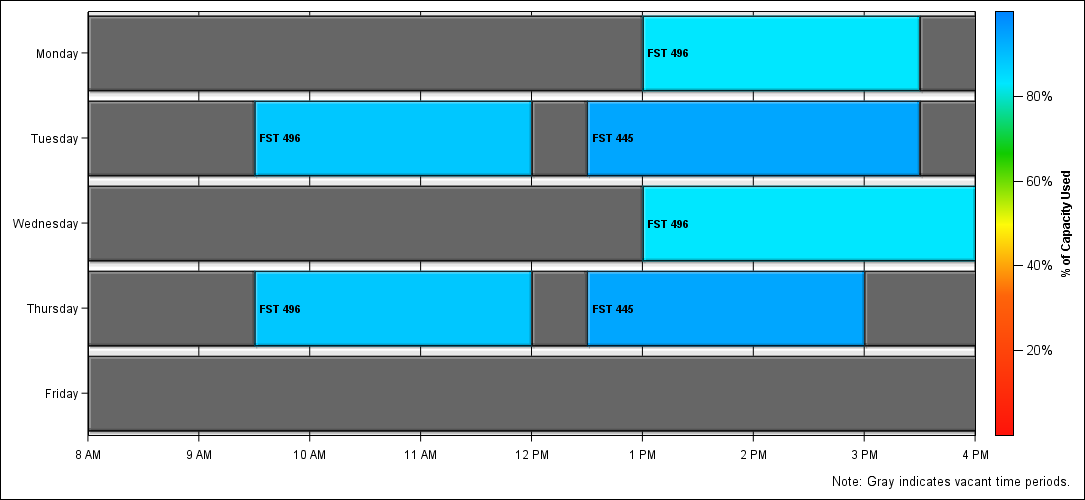 Monday
FST 496
Tuesday
FST 496
FST 445
Wednesday
FST 496
Thursday
FST 496
FST 445
Friday
8 AM
9 AM
10 AM
11 AM
12 PM
1 PM
2 PM
3 PM
4 PM
80%
60%
40%
20%
% of Capacity Used
Note: Gray indicates vacant time periods.